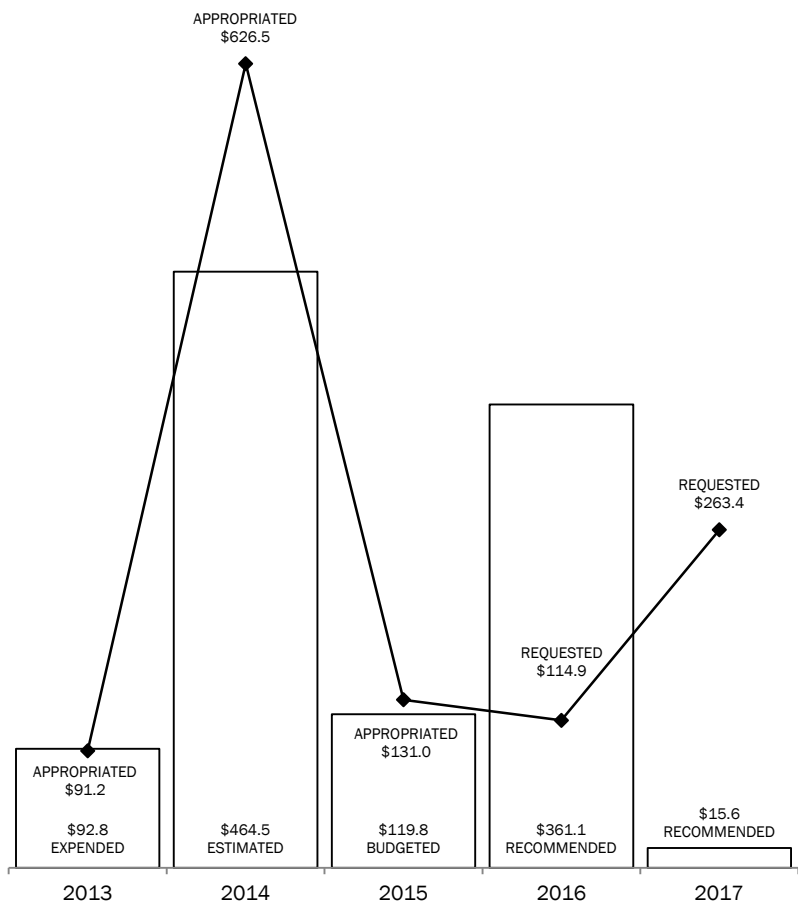 APPROPRIATED
$626.5
REQUESTED
$263.4
REQUESTED
$114.9
APPROPRIATED
$131.0
APPROPRIATED
$91.2
$92.8
EXPENDED
$464.5
ESTIMATED
$119.8
BUDGETED
$361.1
RECOMMENDED
$15.6
RECOMMENDED
2013
2014
2015
2016
2017